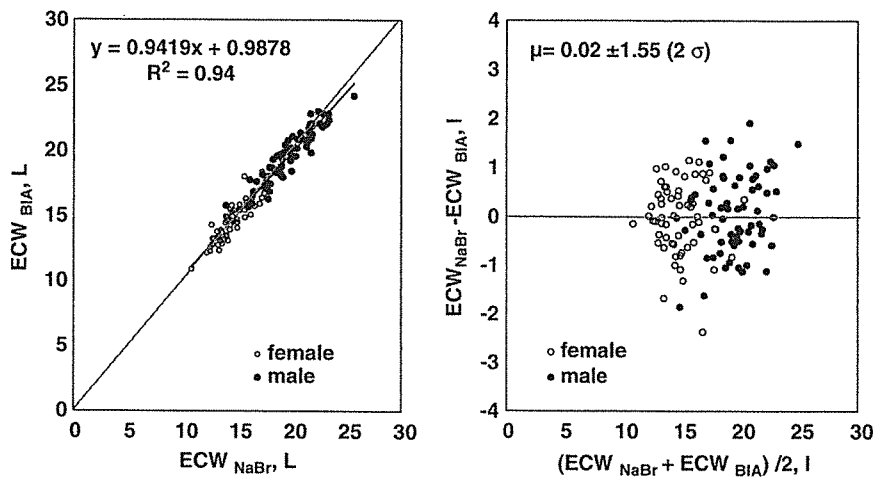 30
25
20
15
10
5
0
ECW BIA, L
y = 0.9419x + 0.9878
R² = 0.94
female
male
0
10
15
20
25
30
ECW NaBr, L
4
3
2
1
0
-1
-2
-3
-4
ECW NaBr -ECW BIA, l
μ= 0.02 ±1.55 (2 σ)
female
male
0
5
10
15
20
25
30
(ECW NaBr + ECW BIA) /2, l